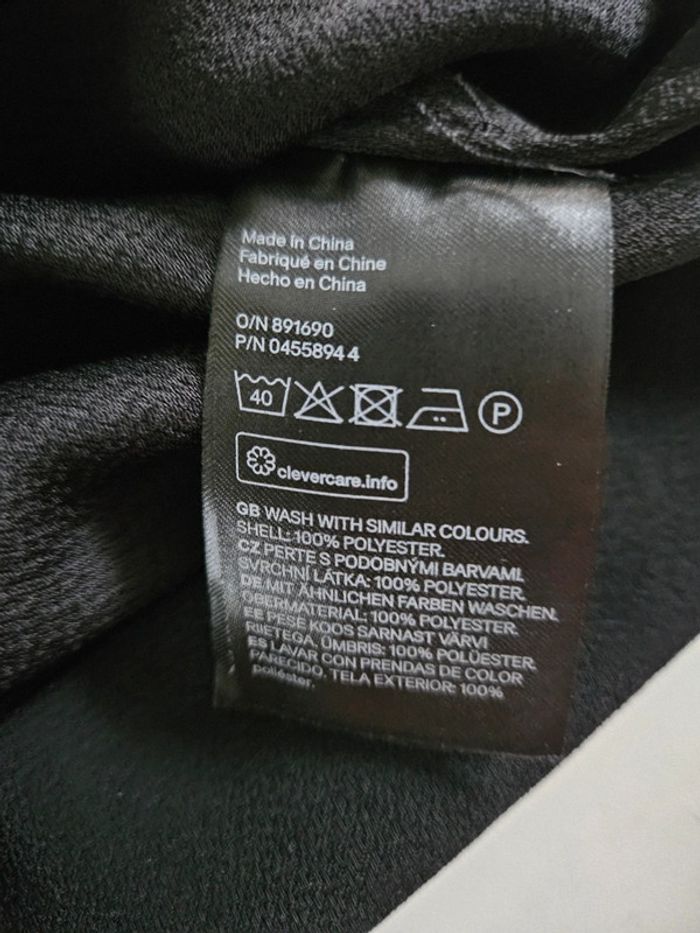 Made in China
Fabriqué en Chine
Hecho en China
O/N 891690
P/N 0455894 4
40
P
clevercare.info
GB WASH WITH SIMILAR COLOURS.
SHELL: 100% POLYESTER.
CZ PERTE S PODOBNÝMI BARVAMI.
SVRCHNÍ LÁTKA: 100% POLYESTER.
DE MIT ÄHNLICHEN FARBEN WASCHEN.
OBERMATERIAL: 100% POLYESTER.
EE PESE KOOS SARNAST VÄRVI
RIIETEGA, ÜMBRIS: 100% POLÜESTER.
ES LAVAR CON PRENDAS DE COLOR
PARECIDO. TELA EXTERIOR: 100%
poliéster.